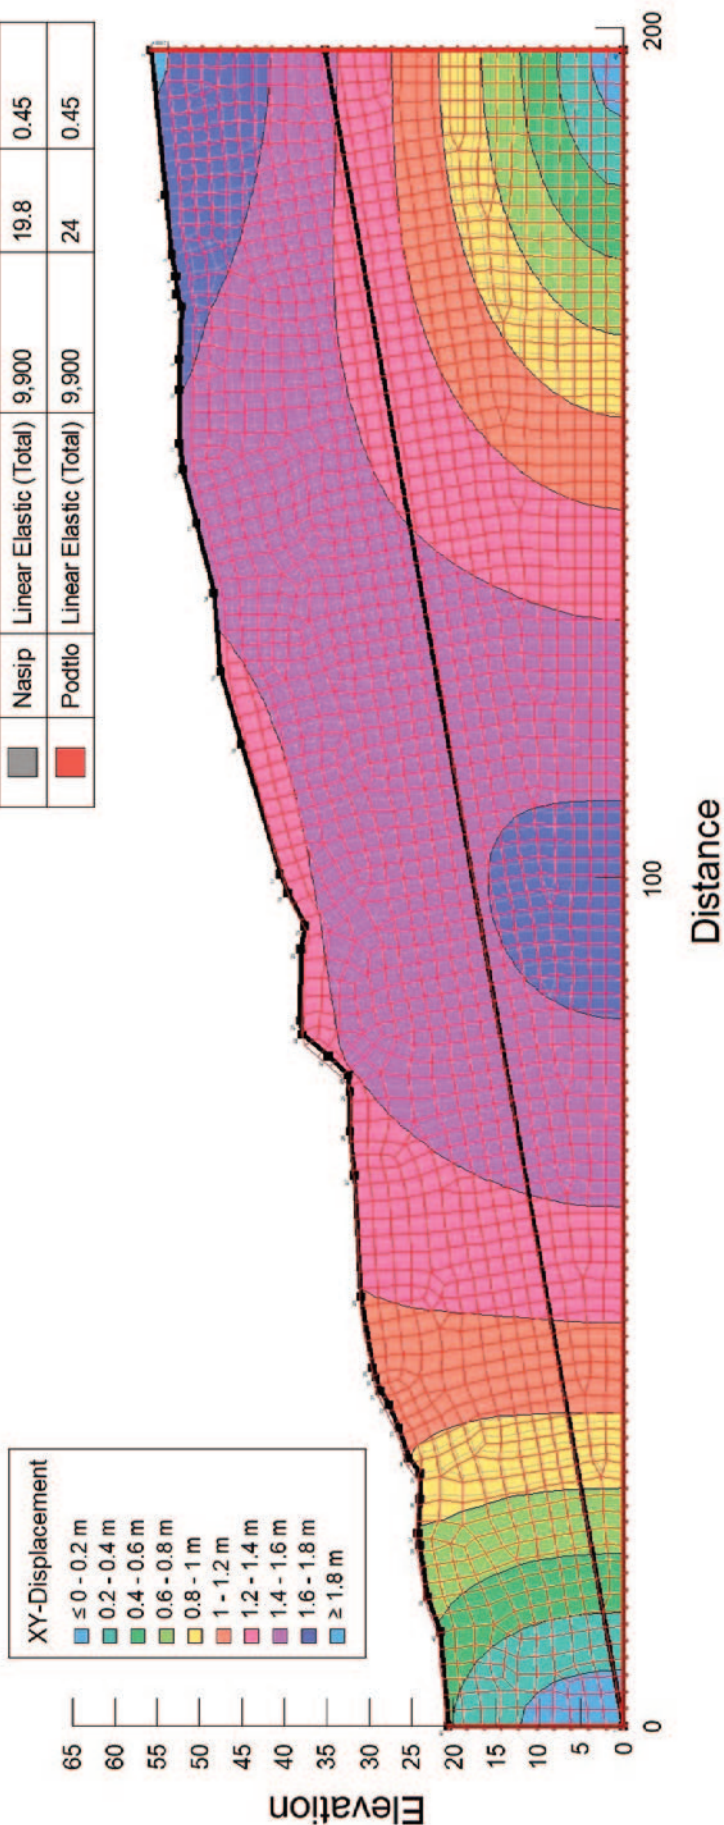 Nasip Linear Elastic (Total) 9,900 19.8 0.45
Podtlo Linear Elastic (Total) 9,900 24 0.45
XY-Displacement
≤ 0 - 0.2 m
0.2 - 0.4 m
0.4 - 0.6 m
0.6 - 0.8 m
0.8 - 1 m
1 - 1.2 m
1.2 - 1.4 m
1.4 - 1.6 m
1.6 - 1.8 m
≥ 1.8 m
Elevation
65
60
55
50
45
40
35
30
25
20
15
10
5
0
0 100 200
Distance